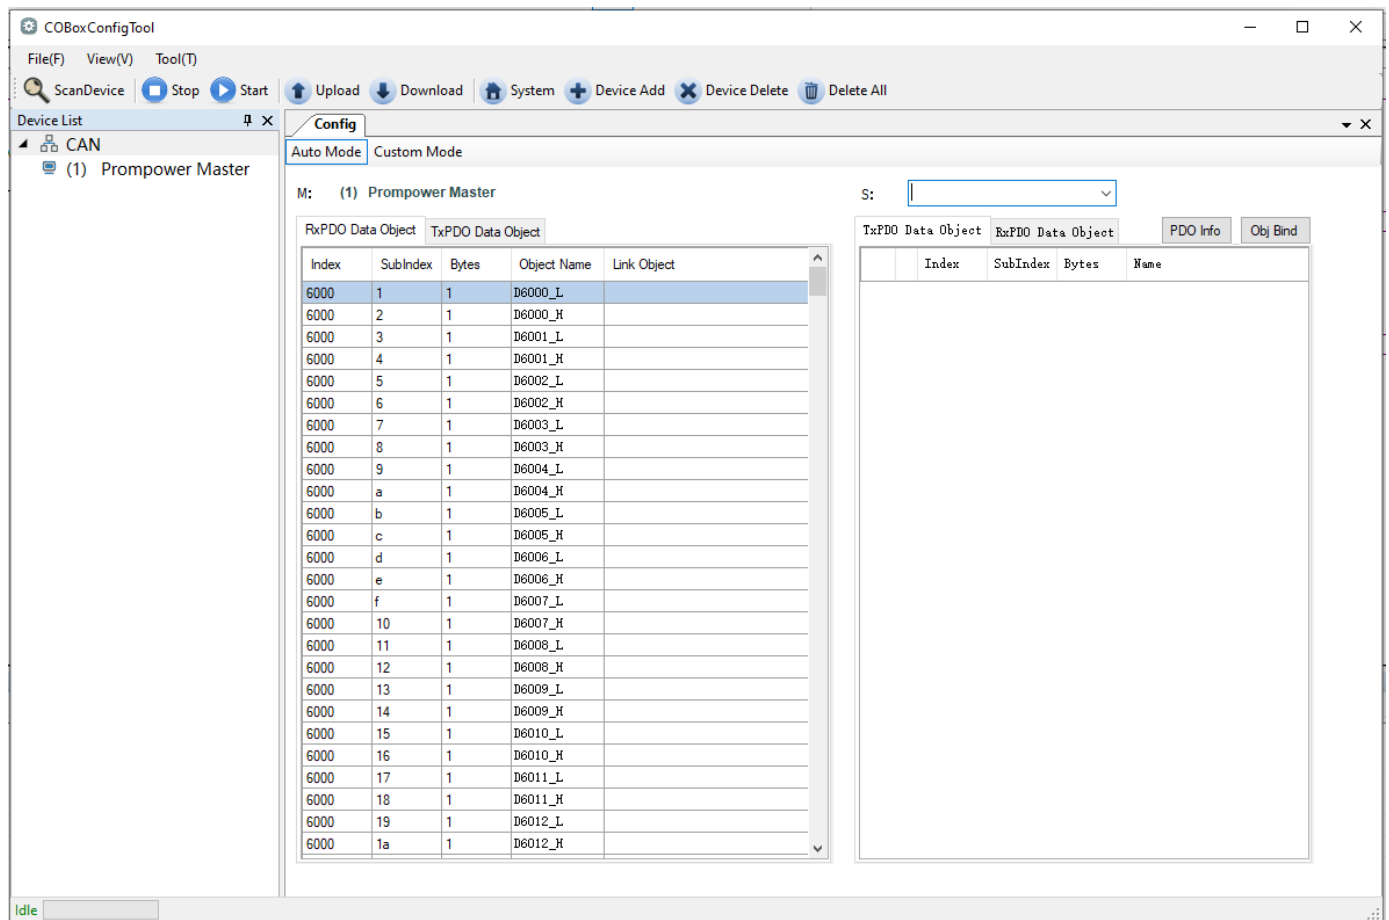 COBoxConfigTool
File(F) View(V) Tool(T)
ScanDevice Stop Start Upload Download System Device Add Device Delete Delete All
Device List
CAN
(1) Prompower Master
Config
Auto Mode Custom Mode
M: (1) Prompower Master
S:
RxPDO Data Object TxPDO Data Object
TxPDO Data Object RxPDO Data Object PDO Info Obj Bind
Index SubIndex Bytes Object Name Link Object
Index SubIndex Bytes Name
6000 1 1 D6000_L
6000 2 1 D6000_H
6000 3 1 D6001_L
6000 4 1 D6001_H
6000 5 1 D6002_L
6000 6 1 D6002_H
6000 7 1 D6003_L
6000 8 1 D6003_H
6000 9 1 D6004_L
6000 a 1 D6004_H
6000 b 1 D6005_L
6000 c 1 D6005_H
6000 d 1 D6006_L
6000 e 1 D6006_H
6000 f 1 D6007_L
6000 10 1 D6007_H
6000 11 1 D6008_L
6000 12 1 D6008_H
6000 13 1 D6009_L
6000 14 1 D6009_H
6000 15 1 D6010_L
6000 16 1 D6010_H
6000 17 1 D6011_L
6000 18 1 D6011_H
6000 19 1 D6012_L
6000 1a 1 D6012_H
Idle